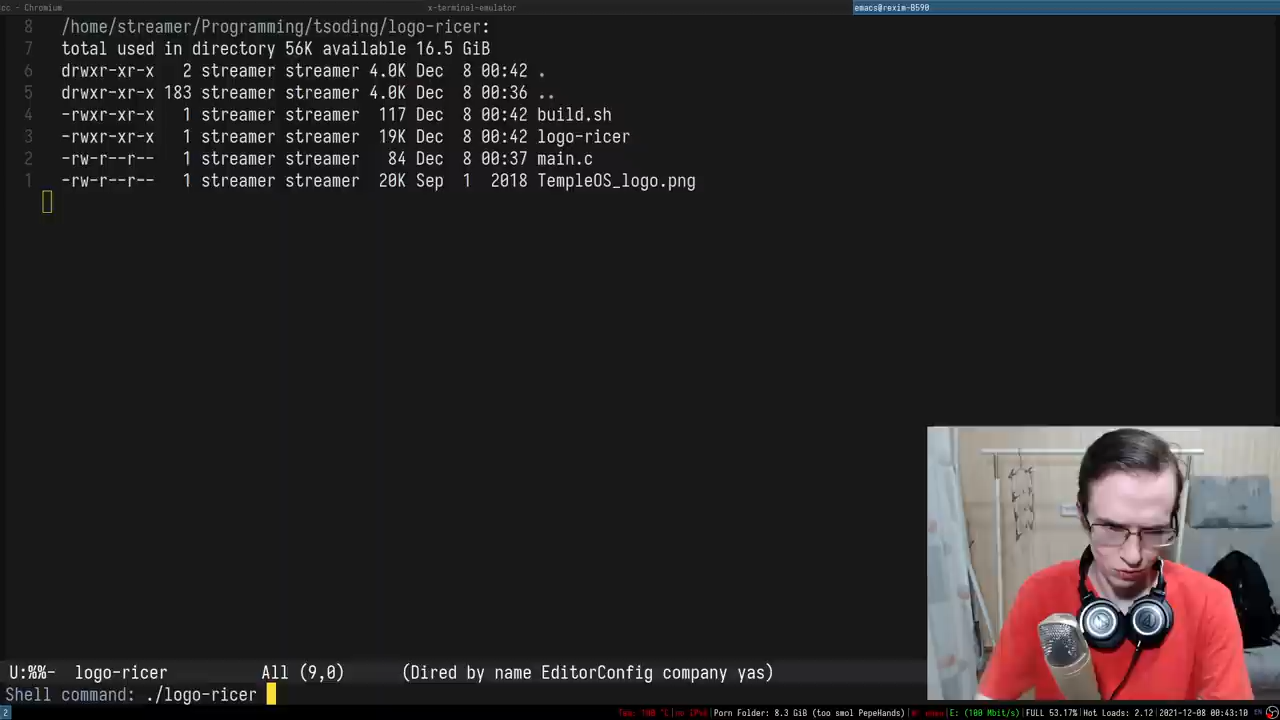 cc - Chromium
x-terminal-emulator
emacs@rexim-B590
8 /home/streamer/Programming/tsoding/logo-ricer:
7 total used in directory 56K available 16.5 GiB
6 drwxr-xr-x 2 streamer streamer 4.0K Dec 8 00:42 .
5 drwxr-xr-x 183 streamer streamer 4.0K Dec 8 00:36 ..
4 -rwxr-xr-x 1 streamer streamer 117 Dec 8 00:42 build.sh
3 -rwxr-xr-x 1 streamer streamer 19K Dec 8 00:42 logo-ricer
2 -rw-r--r-- 1 streamer streamer 84 Dec 8 00:37 main.c
1 -rw-r--r-- 1 streamer streamer 20K Sep 1 2018 TempleOS_logo.png
U:%%- logo-ricer All (9,0) (Dired by name EditorConfig company yas)
Shell command: ./logo-ricer
2 |Porn Folder: 8.3 GiB (too smol PepeHands)| E: (100 Mbit/s)|FULL 53.17%|Hot Loads: 2.12|2021-12-08 00:43:10 EN